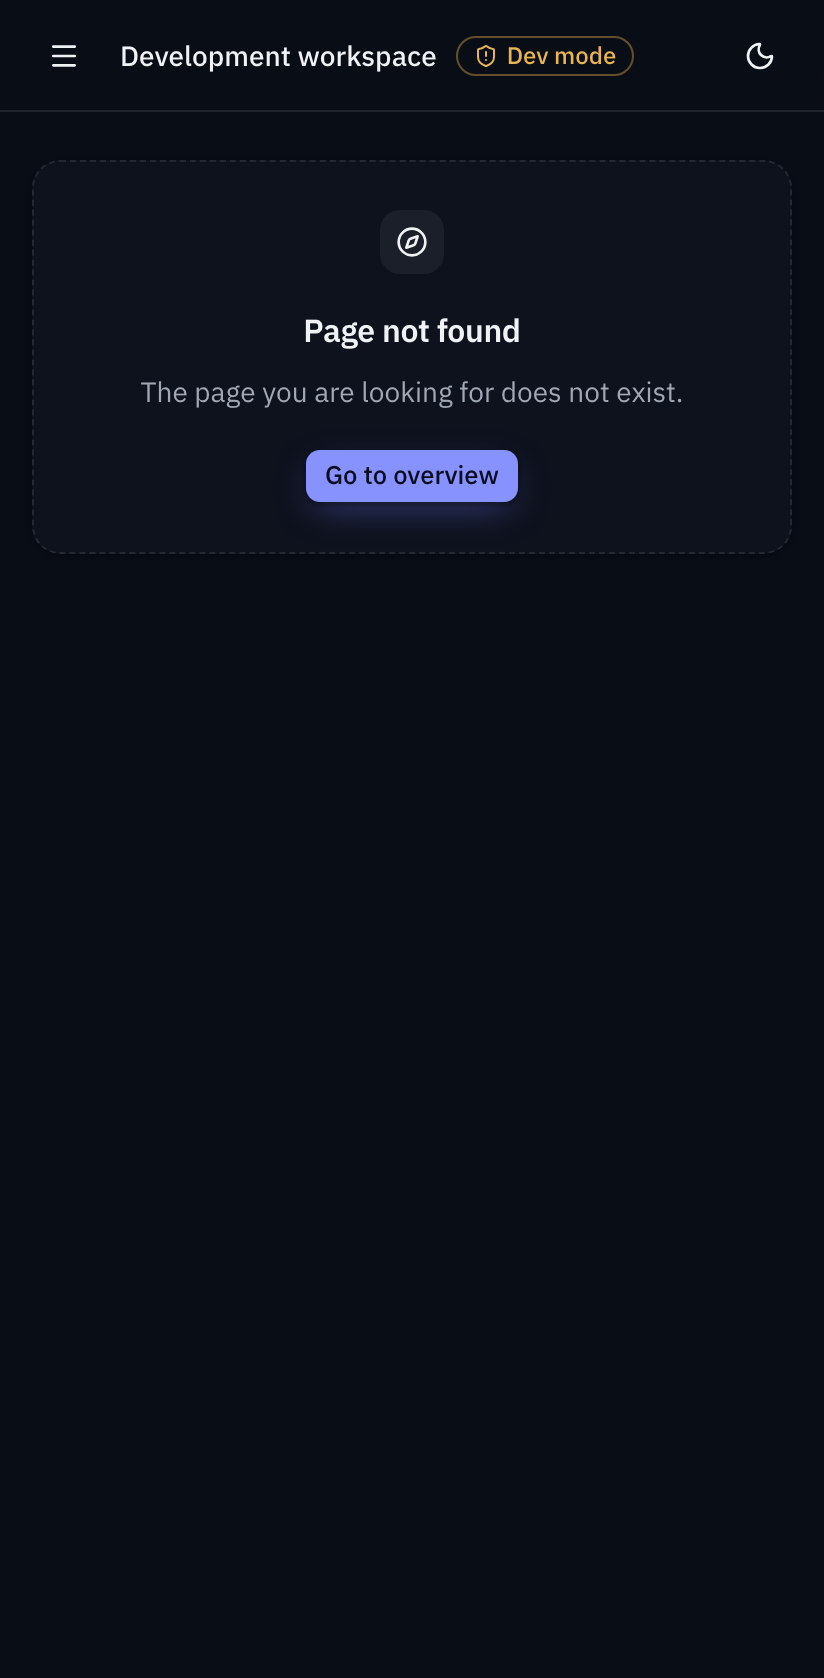 Development workspace
Dev mode
Page not found
The page you are looking for does not exist.
Go to overview